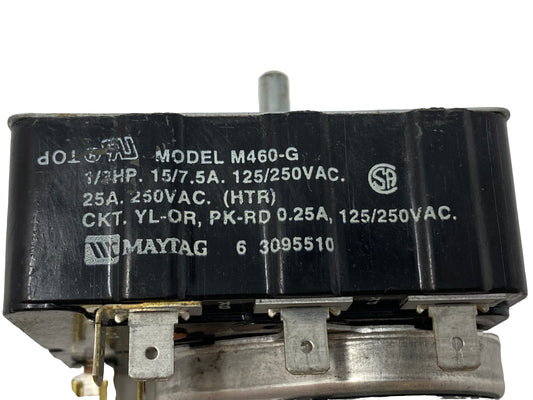 TOP MODEL M460-G
1/3HP. 15/7.5A. 125/250VAC.
25A. 250VAC. (HTR)
CKT. YL-OR, PK-RD 0.25A, 125/250VAC.
MAYTAG 6 3095510